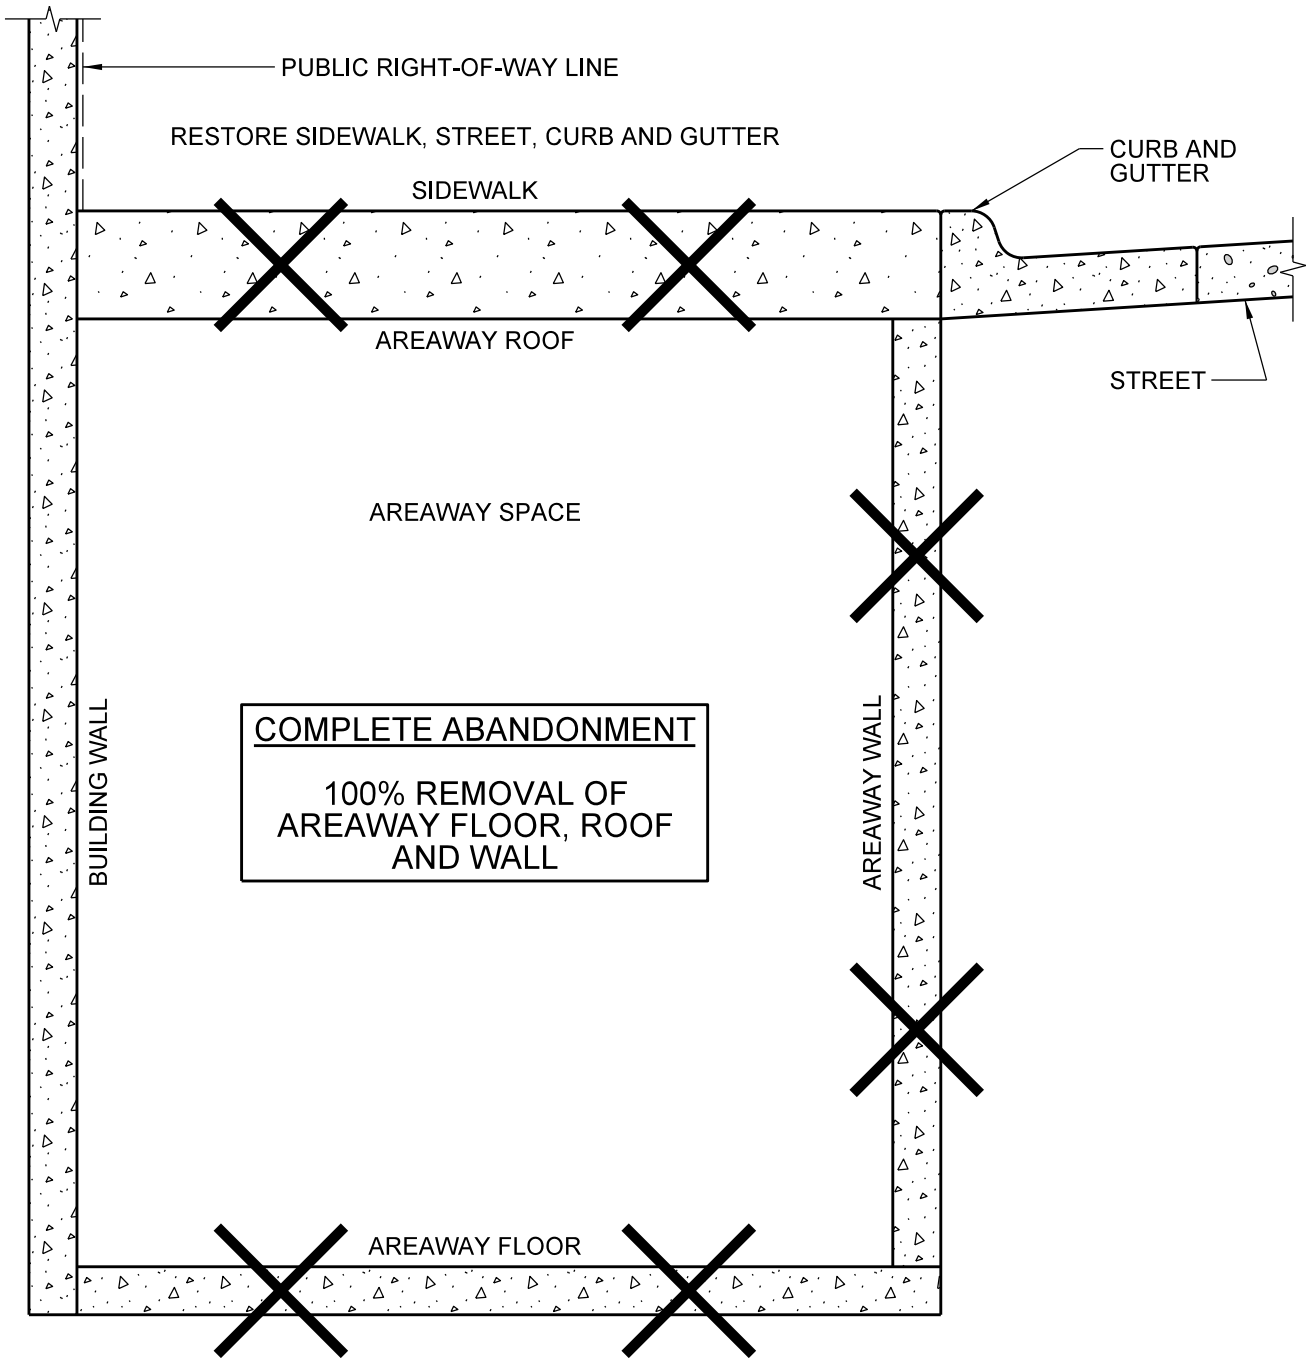 PUBLIC RIGHT-OF-WAY LINE
RESTORE SIDEWALK, STREET, CURB AND GUTTER
CURB AND
GUTTER
SIDEWALK
AREAWAY ROOF
STREET
AREAWAY SPACE
BUILDING WALL
COMPLETE ABANDONMENT
100% REMOVAL OF
AREAWAY FLOOR, ROOF
AND WALL
AREAWAY WALL
AREAWAY FLOOR